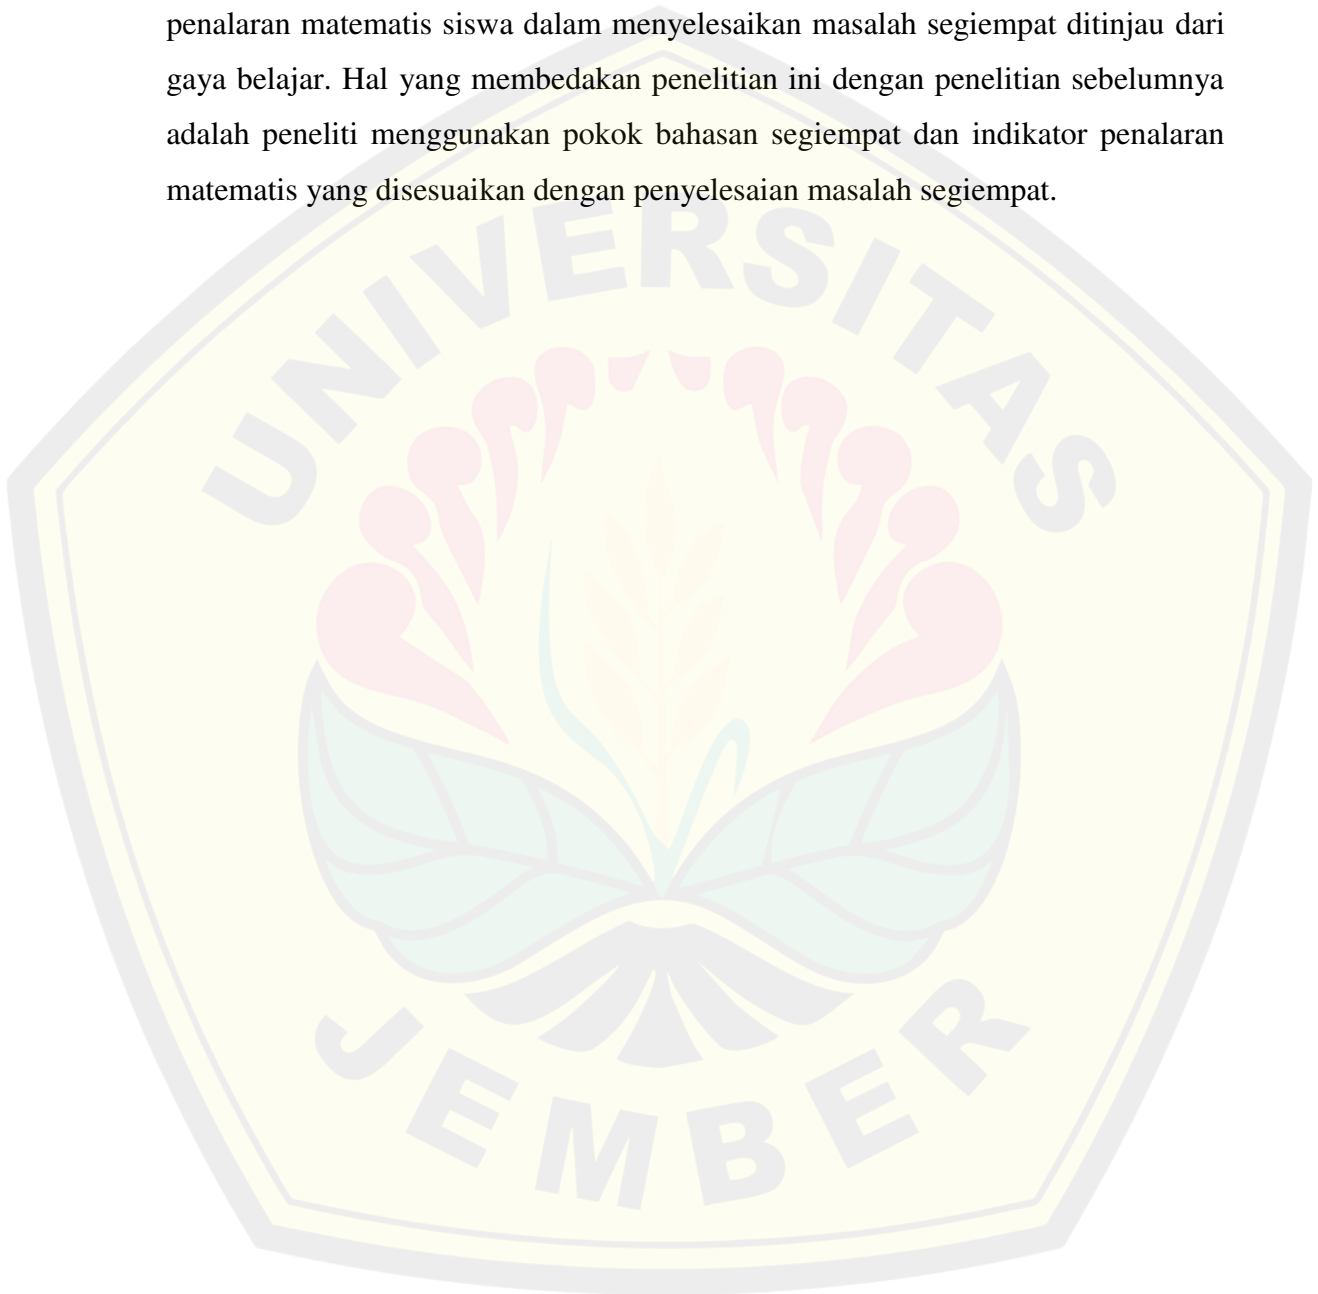 penalaran matematis siswa dalam menyelesaikan masalah segiempat ditinjau dari
gaya belajar. Hal yang membedakan penelitian ini dengan penelitian sebelumnya
adalah peneliti menggunakan pokok bahasan segiempat dan indikator penalaran
matematis yang disesuaikan dengan penyelesaian masalah segiempat.
UNIVERSITAS
JEMBER